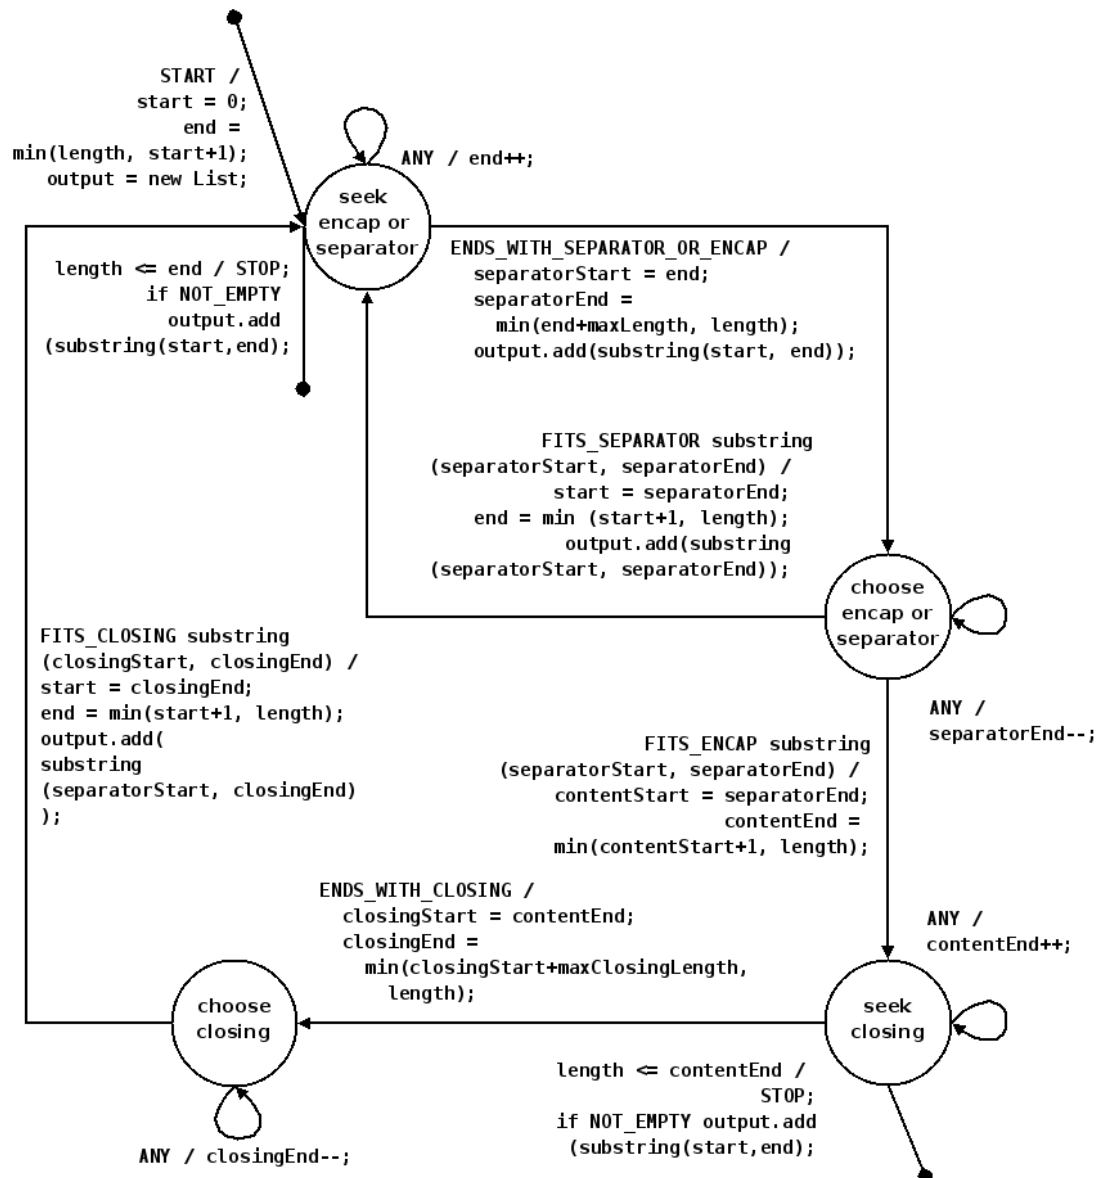 START /
start = 0;
end =
min(length, start+1);
output = new List;
ANY / end++;
seek
encap or
separator
length <= end / STOP;
if NOT_EMPTY
output.add
(substring(start,end);
ENDS_WITH_SEPARATOR_OR_ENCAP /
separatorStart = end;
separatorEnd =
min(end+maxLength, length);
output.add(substring(start, end));
FITS_SEPARATOR substring
(separatorStart, separatorEnd) /
start = separatorEnd;
end = min (start+1, length);
output.add(substring
(separatorStart, separatorEnd));
choose
encap or
separator
ANY /
separatorEnd--;
FITS_CLOSING substring
(closingStart, closingEnd) /
start = closingEnd;
end = min(start+1, length);
output.add(
substring
(separatorStart, closingEnd)
);
FITS_ENCAP substring
(separatorStart, separatorEnd) /
contentStart = separatorEnd;
contentEnd =
min(contentStart+1, length);
ENDS_WITH_CLOSING /
closingStart = contentEnd;
closingEnd =
min(closingStart+maxClosingLength,
length);
ANY /
contentEnd++;
choose
closing
seek
closing
length <= contentEnd /
STOP;
if NOT_EMPTY output.add
(substring(start,end);
ANY / closingEnd--;